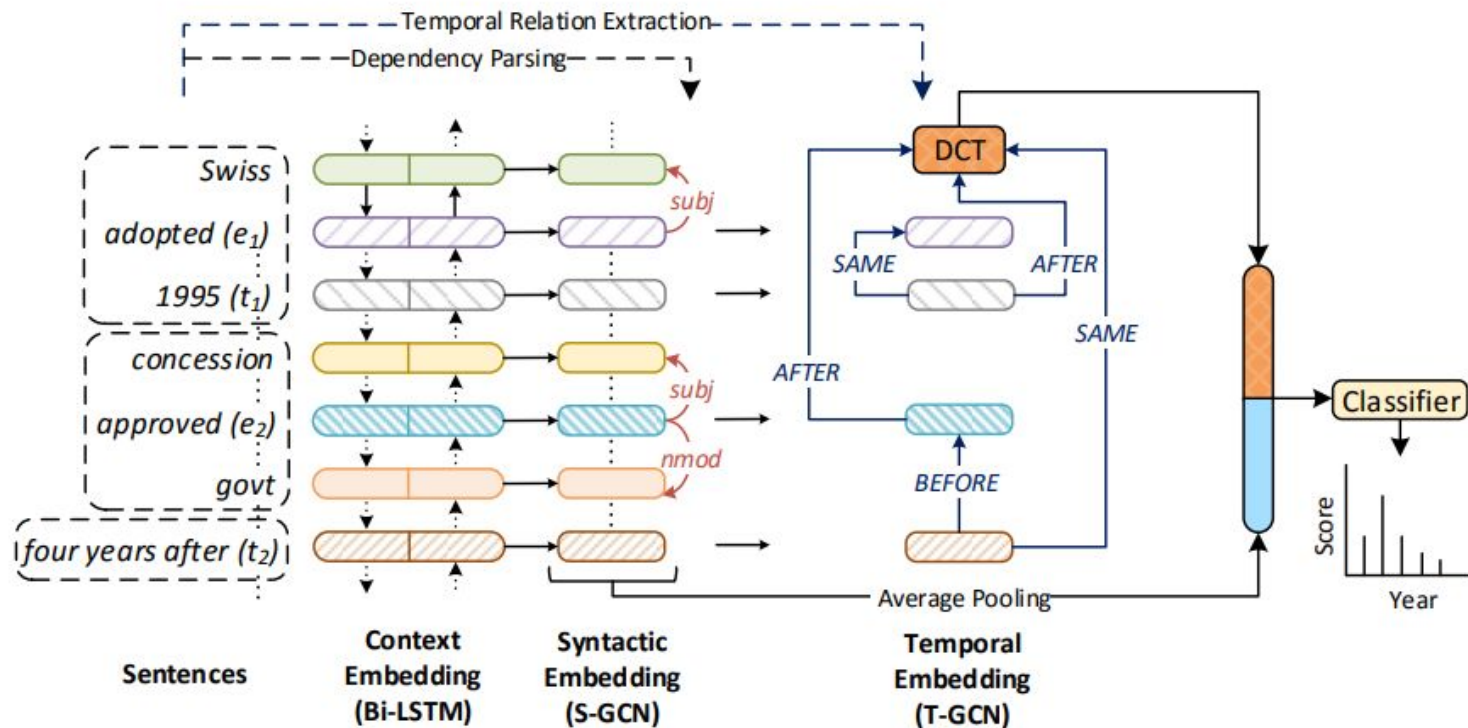 Temporal Relation Extraction
Dependency Parsing
Swiss
adopted (e1)
1995 (t1)
concession
approved (e2)
govt
four years after (t2)
subj
subj
nmod
DCT
SAME
AFTER
AFTER
SAME
BEFORE
Classifier
Score
Year
Average Pooling
Sentences
Context
Embedding
(Bi-LSTM)
Syntactic
Embedding
(S-GCN)
Temporal
Embedding
(T-GCN)